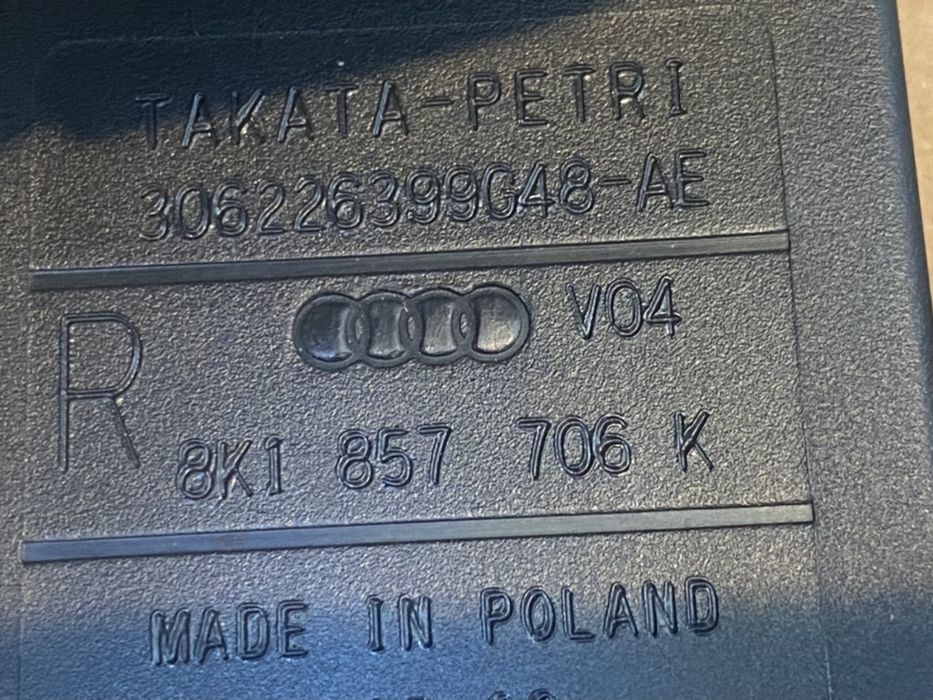 TAKATA-PETRI
306226399G48-AE
R V04
8K1 857 706 K
MADE IN POLAND